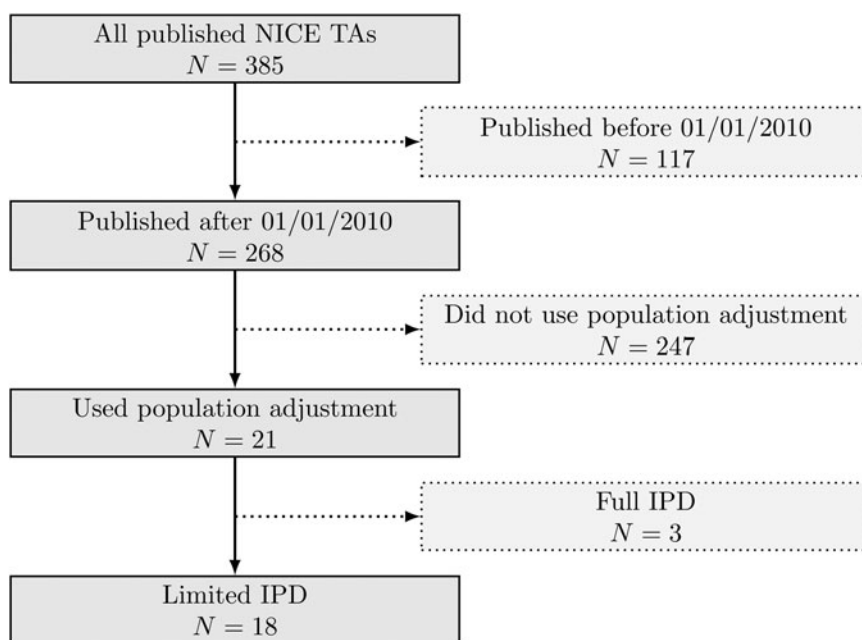 All published NICE TAs
N = 385
Published before 01/01/2010
N = 117
Published after 01/01/2010
N = 268
Did not use population adjustment
N = 247
Used population adjustment
N = 21
Full IPD
N = 3
Limited IPD
N = 18